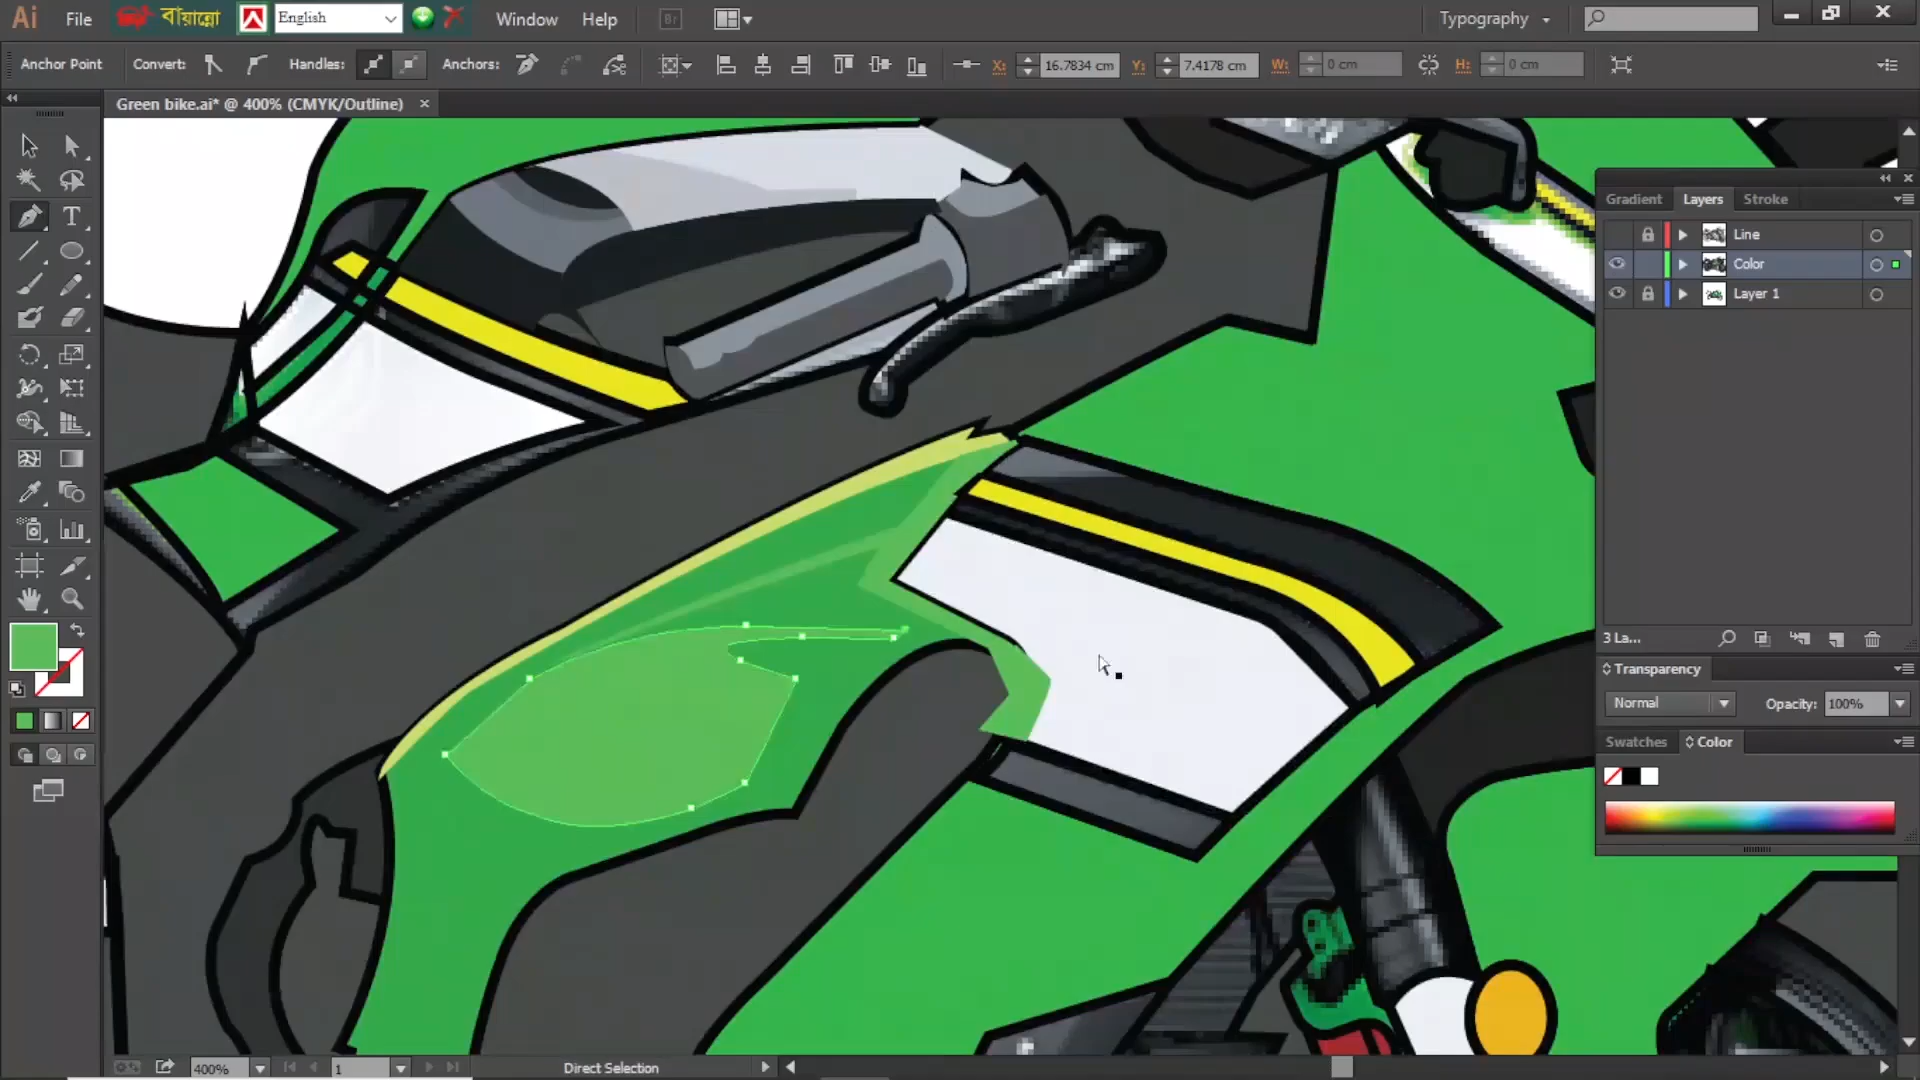 Ai File বায়ান্নো English Window Help Br Typography
Anchor Point Convert: Handles: Anchors: X: 16.7834 cm Y: 7.4178 cm W: 0 cm H: 0 cm
Green bike.ai* @ 400% (CMYK/Outline) ×
Gradient Layers Stroke
Line
Color
Layer 1
3 La...
Transparency
Normal Opacity: 100%
Swatches Color
400% 1 Direct Selection